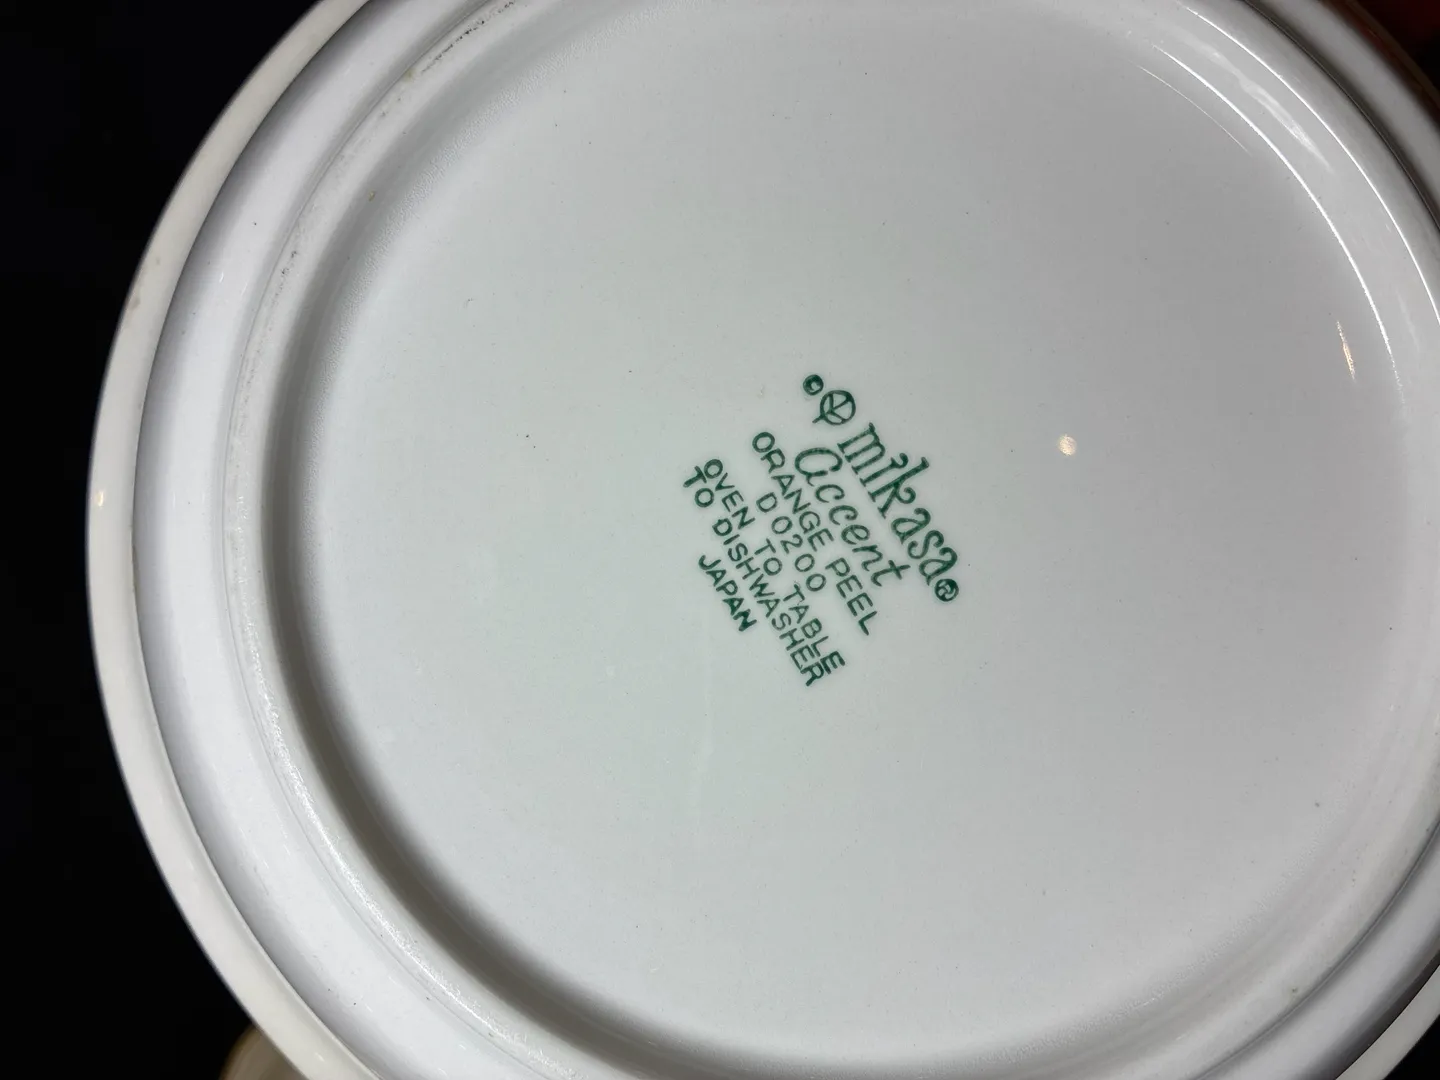 © mikasa ®
accent
ORANGE PEEL
D 0200
OVEN TO TABLE
TO DISHWASHER
JAPAN